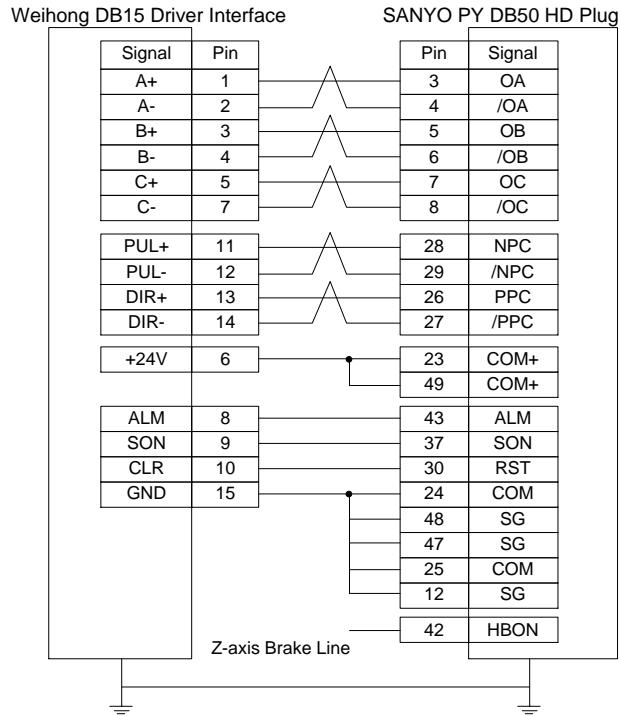 Weihong DB15 Driver Interface SANYO PY DB50 HD Plug
Signal Pin Pin Signal
A+ 1 3 OA
A- 2 4 /OA
B+ 3 5 OB
B- 4 6 /OB
C+ 5 7 OC
C- 7 8 /OC
PUL+ 11 28 NPC
PUL- 12 29 /NPC
DIR+ 13 26 PPC
DIR- 14 27 /PPC
+24V 6 23 COM+
49 COM+
ALM 8 43 ALM
SON 9 37 SON
CLR 10 30 RST
GND 15 24 COM
48 SG
47 SG
25 COM
12 SG
42 HBON
Z-axis Brake Line